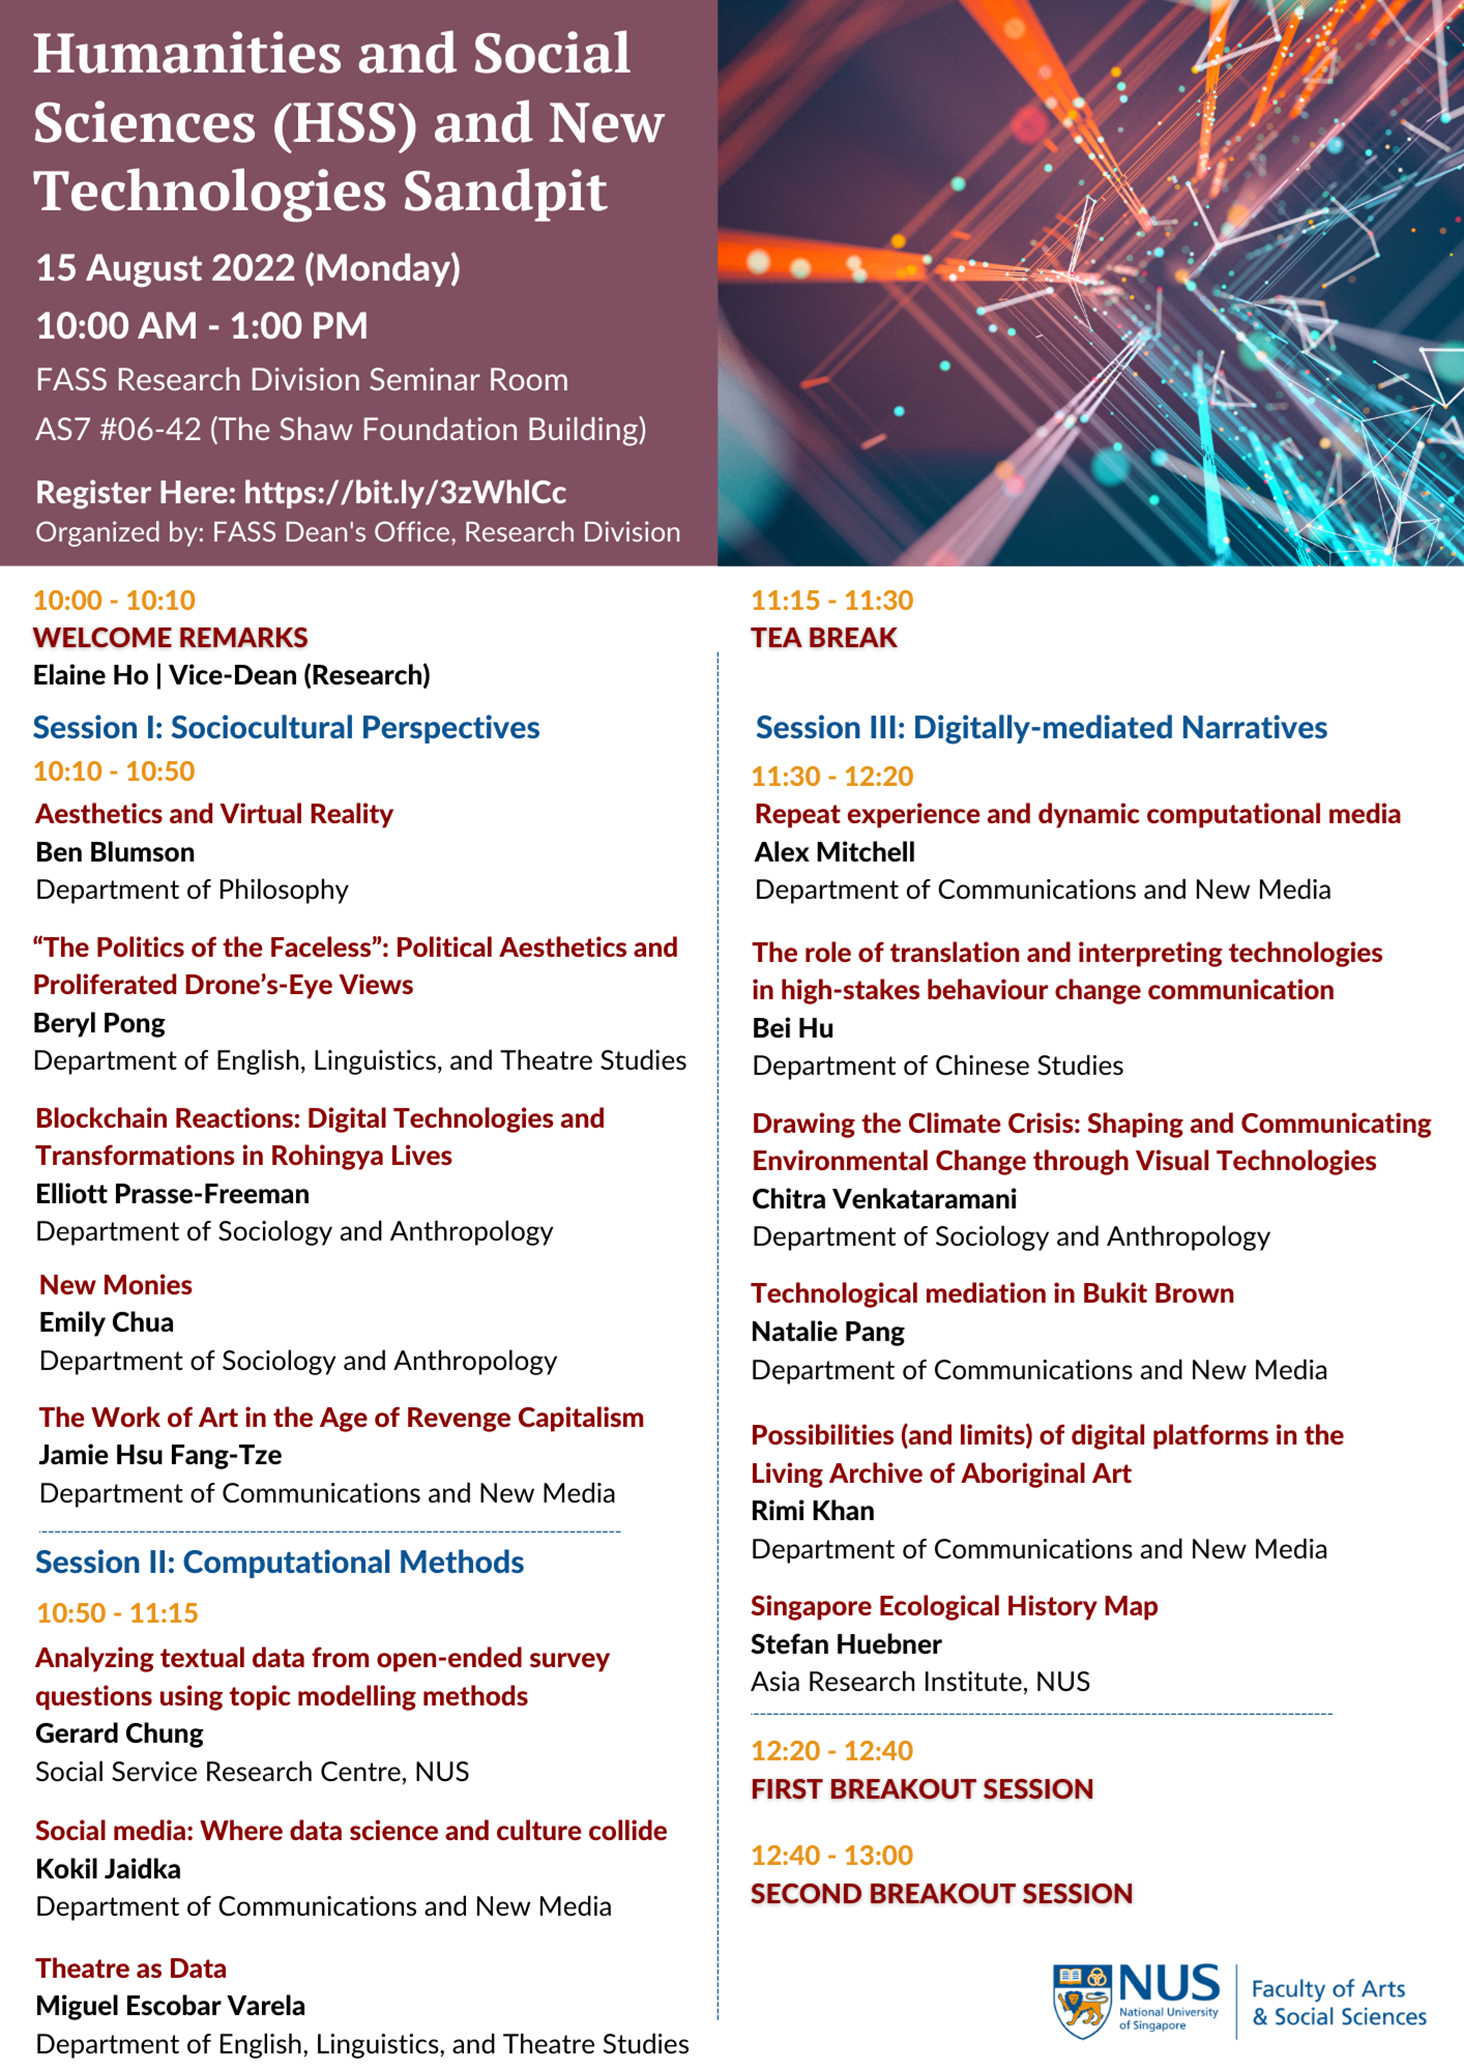 Humanities and Social
Sciences (HSS) and New
Technologies Sandpit
15 August 2022 (Monday)
10:00 AM - 1:00 PM
FASS Research Division Seminar Room
AS7 #06-42 (The Shaw Foundation Building)
Register Here: https://bit.ly/3zWhlCc
Organized by: FASS Dean's Office, Research Division
10:00 - 10:10
WELCOME REMARKS
Elaine Ho | Vice-Dean (Research)
Session I: Sociocultural Perspectives
10:10 - 10:50
Aesthetics and Virtual Reality
Ben Blumson
Department of Philosophy
“The Politics of the Faceless”: Political Aesthetics and
Proliferated Drone’s-Eye Views
Beryl Pong
Department of English, Linguistics, and Theatre Studies
Blockchain Reactions: Digital Technologies and
Transformations in Rohingya Lives
Elliott Prasse-Freeman
Department of Sociology and Anthropology
New Monies
Emily Chua
Department of Sociology and Anthropology
The Work of Art in the Age of Revenge Capitalism
Jamie Hsu Fang-Tze
Department of Communications and New Media
Session II: Computational Methods
10:50 - 11:15
Analyzing textual data from open-ended survey
questions using topic modelling methods
Gerard Chung
Social Service Research Centre, NUS
Social media: Where data science and culture collide
Kokil Jaidka
Department of Communications and New Media
Theatre as Data
Miguel Escobar Varela
Department of English, Linguistics, and Theatre Studies
11:15 - 11:30
TEA BREAK
Session III: Digitally-mediated Narratives
11:30 - 12:20
Repeat experience and dynamic computational media
Alex Mitchell
Department of Communications and New Media
The role of translation and interpreting technologies
in high-stakes behaviour change communication
Bei Hu
Department of Chinese Studies
Drawing the Climate Crisis: Shaping and Communicating
Environmental Change through Visual Technologies
Chitra Venkataramani
Department of Sociology and Anthropology
Technological mediation in Bukit Brown
Natalie Pang
Department of Communications and New Media
Possibilities (and limits) of digital platforms in the
Living Archive of Aboriginal Art
Rimi Khan
Department of Communications and New Media
Singapore Ecological History Map
Stefan Huebner
Asia Research Institute, NUS
12:20 - 12:40
FIRST BREAKOUT SESSION
12:40 - 13:00
SECOND BREAKOUT SESSION
NUS
National University
of Singapore
Faculty of Arts
& Social Sciences